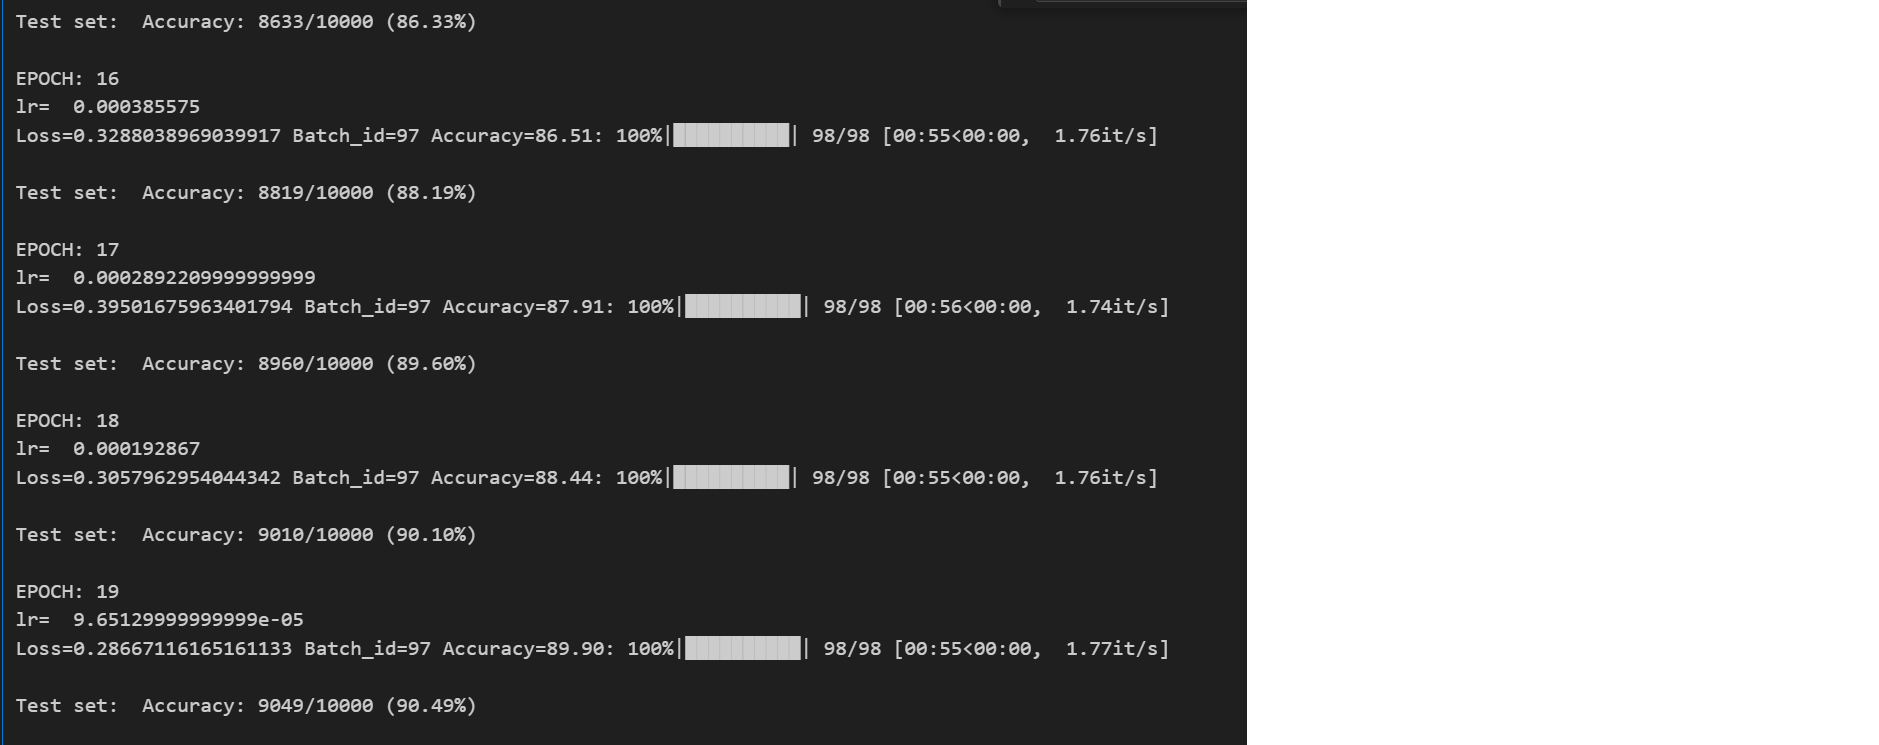 Test set:  Accuracy: 8633/10000 (86.33%)
EPOCH: 16
lr=  0.000385575
Loss=0.3288038969039917 Batch_id=97 Accuracy=86.51: 100%|██████████| 98/98 [00:55<00:00,  1.76it/s]
Test set:  Accuracy: 8819/10000 (88.19%)
EPOCH: 17
lr=  0.0002892209999999999
Loss=0.39501675963401794 Batch_id=97 Accuracy=87.91: 100%|██████████| 98/98 [00:56<00:00,  1.74it/s]
Test set:  Accuracy: 8960/10000 (89.60%)
EPOCH: 18
lr=  0.000192867
Loss=0.3057962954044342 Batch_id=97 Accuracy=88.44: 100%|██████████| 98/98 [00:55<00:00,  1.76it/s]
Test set:  Accuracy: 9010/10000 (90.10%)
EPOCH: 19
lr=  9.65129999999999e-05
Loss=0.28667116165161133 Batch_id=97 Accuracy=89.90: 100%|██████████| 98/98 [00:55<00:00,  1.77it/s]
Test set:  Accuracy: 9049/10000 (90.49%)